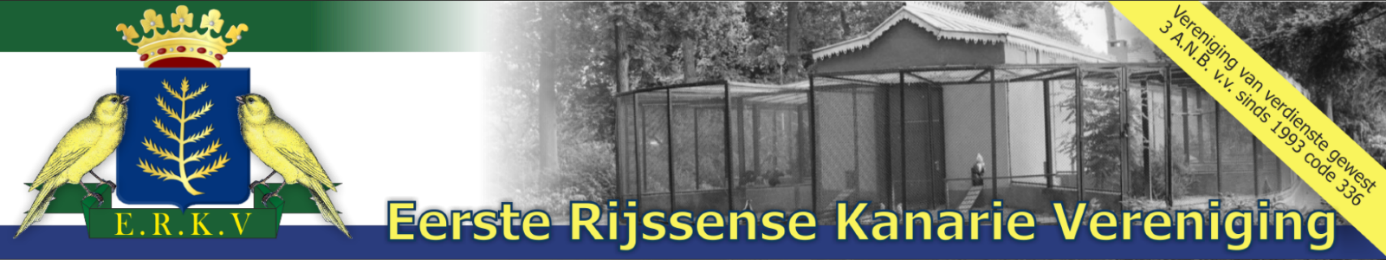 E.R.K.V
Eerste Rijssense Kanarie Vereniging
Vereniging van verdienste gewest
3 A.N.B. v.v. sinds 1993 code 336